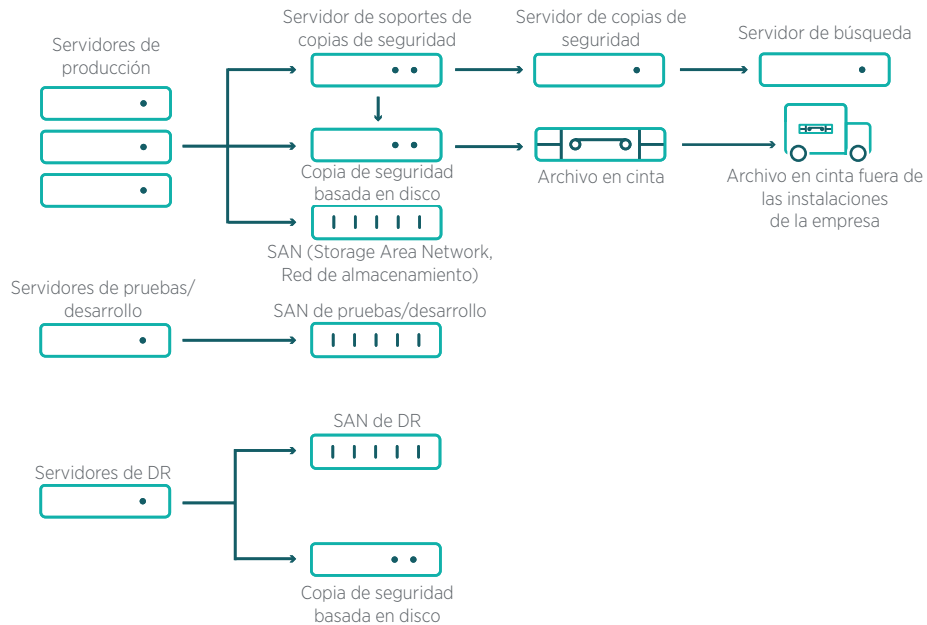 Servidores de
producción
Servidor de soportes de
copias de seguridad
Servidor de copias de
seguridad
Servidor de búsqueda
Copia de seguridad
basada en disco
Archivo en cinta
Archivo en cinta fuera de
las instalaciones
de la empresa
SAN (Storage Area Network,
Red de almacenamiento)
Servidores de pruebas/
desarrollo
SAN de pruebas/desarrollo
SAN de DR
Servidores de DR
Copia de seguridad
basada en disco